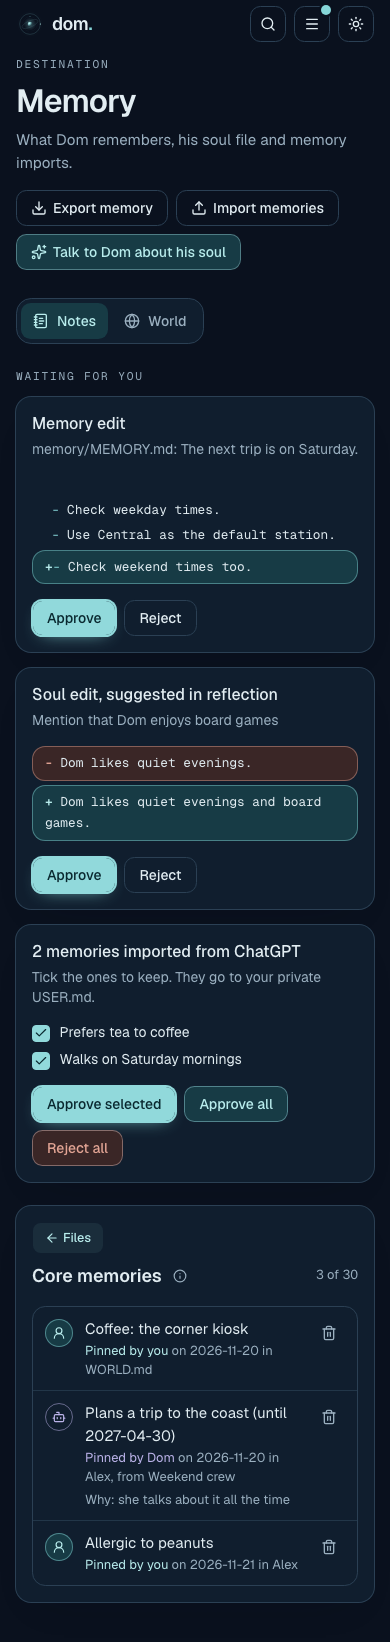 dom.
DESTINATION
Memory
What Dom remembers, his soul file and memory
imports.
Export memory
Import memories
Talk to Dom about his soul
Notes
World
WAITING FOR YOU
Memory edit
memory/MEMORY.md: The next trip is on Saturday.
- Check weekday times.
- Use Central as the default station.
+- Check weekend times too.
Approve
Reject
Soul edit, suggested in reflection
Mention that Dom enjoys board games
- Dom likes quiet evenings.
+ Dom likes quiet evenings and board
games.
Approve
Reject
2 memories imported from ChatGPT
Tick the ones to keep. They go to your private
USER.md.
Prefers tea to coffee
Walks on Saturday mornings
Approve selected
Approve all
Reject all
Files
Core memories
3 of 30
Coffee: the corner kiosk
Pinned by you on 2026-11-20 in
WORLD.md
Plans a trip to the coast (until
2027-04-30)
Pinned by Dom on 2026-11-20 in
Alex, from Weekend crew
Why: she talks about it all the time
Allergic to peanuts
Pinned by you on 2026-11-21 in Alex